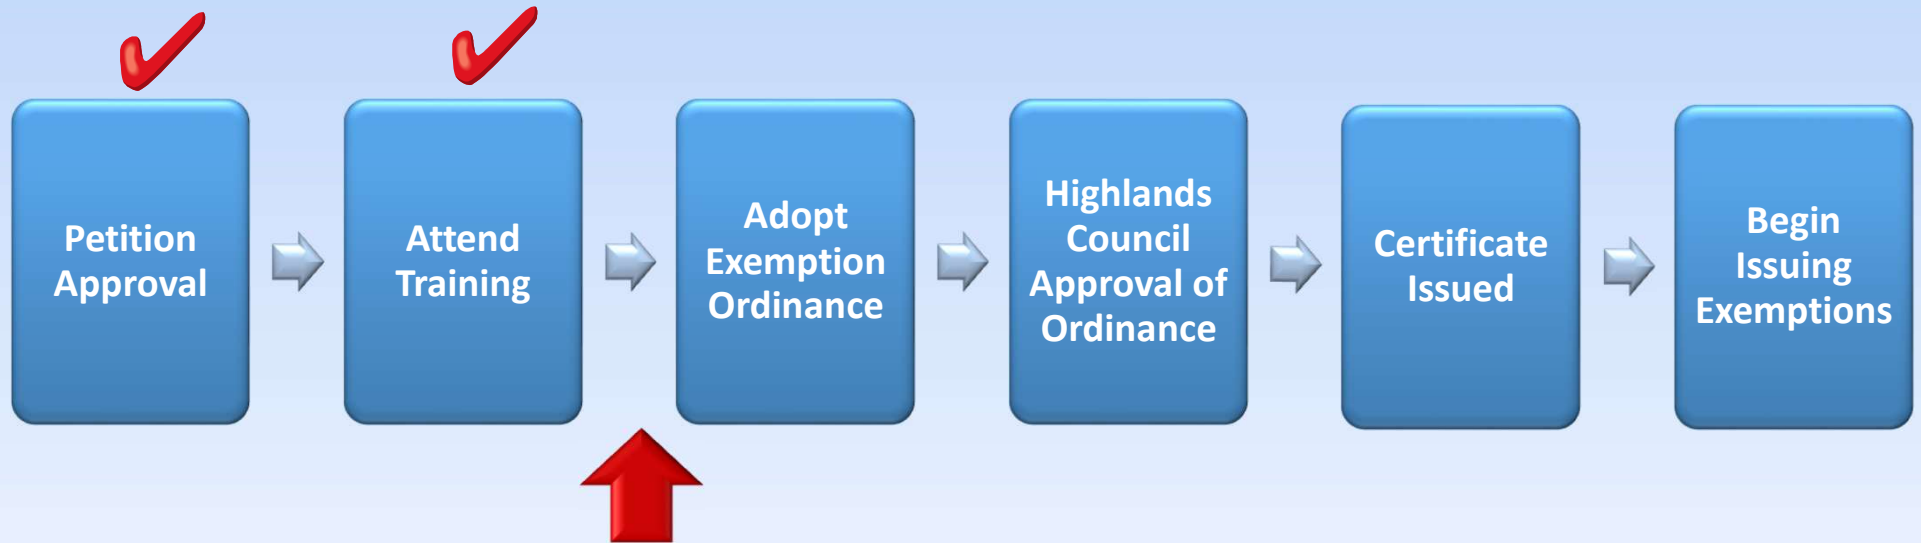 Petition
Approval
Attend
Training
Adopt
Exemption
Ordinance
Highlands
Council
Approval of
Ordinance
Certificate
Issued
Begin
Issuing
Exemptions